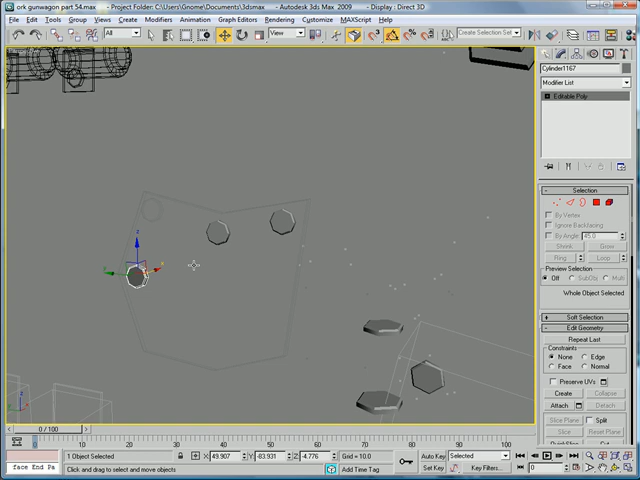 ork gunwagon part 54.max - Project Folder: C:\Users\Gnome\Documents\3dsmax - Autodesk 3ds Max 2009 - Display : Direct 3D
File Edit Tools Group Views Create Modifiers Animation Graph Editors Rendering Customize MAXScript Help
All View Create Selection Set
Cylinder1167
Modifier List
Editable Poly
Selection
By Vertex
Ignore Backfacing
By Angle: 45.0
Shrink Grow
Ring Loop
Preview Selection
Off SubObj Multi
Whole Object Selected
Soft Selection
Edit Geometry
Repeat Last
Constraints
None Edge
Face Normal
Preserve UVs
Create Collapse
Attach Detach
Slice Plane Split
Slice Reset Plane
0 / 100
0 10 20 30 40 50 60 70 80 90 100
1 Object Selected X: 49.907 Y: -83.931 Z: -4.776 Grid = 10.0 Auto Key Selected
face End Pa Click and drag to select and move objects Add Time Tag Set Key Key Filters... 0